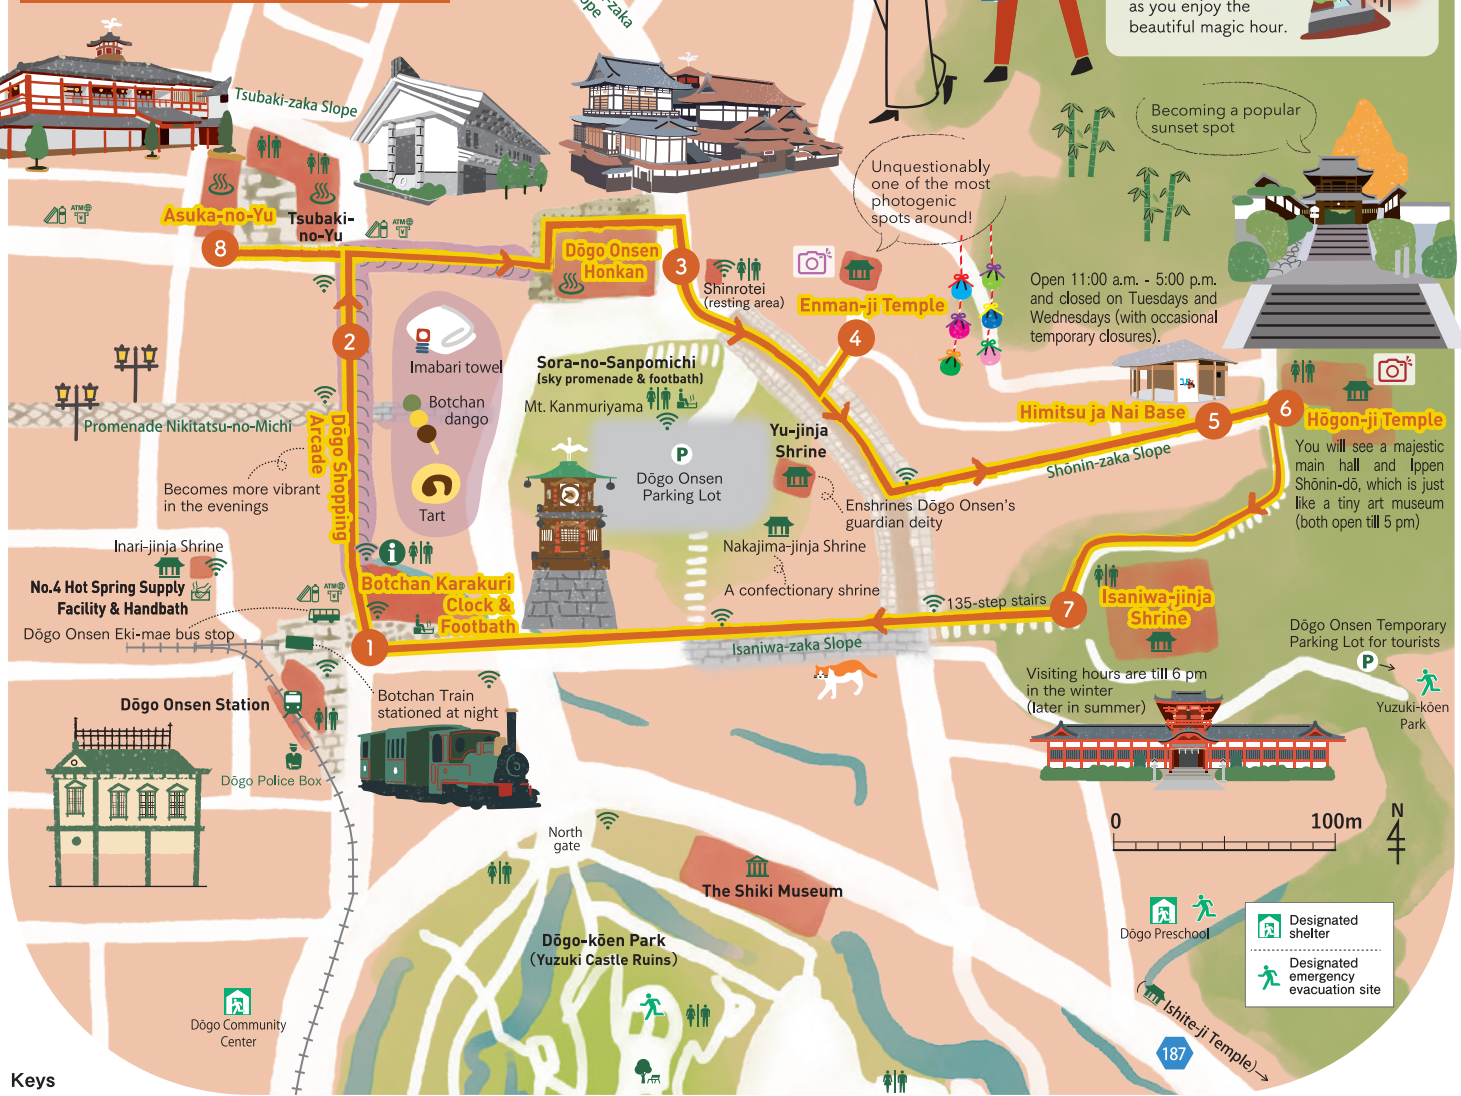 as you enjoy the
beautiful magic hour.
Tsubaki-zaka Slope
Becoming a popular
sunset spot
Unquestionably
one of the most
photogenic
spots around!
ATM
Asuka-no-Yu
Tsubaki-
no-Yu
8
ATM
Dōgo Onsen
Honkan
3
Shinrotei
(resting area)
Enman-ji Temple
4
Open 11:00 a.m. - 5:00 p.m.
and closed on Tuesdays and
Wednesdays (with occasional
temporary closures).
2
Imabari towel
Botchan
dango
Tart
Sora-no-Sanpomichi
(sky promenade & footbath)
Mt. Kanmuriyama
P
Dōgo Onsen
Parking Lot
Yu-jinja
Shrine
Himitsu ja Nai Base
5
6
Hōgon-ji Temple
You will see a majestic
main hall and Ippen
Shōnin-dō, which is just
like a tiny art museum
(both open till 5 pm)
Shōnin-zaka Slope
Promenade Nikitatsu-no-Michi
Dōgo Shopping
Arcade
Becomes more vibrant
in the evenings
Enshrines Dōgo Onsen's
guardian deity
Nakajima-jinja Shrine
A confectionary shrine
Inari-jinja Shrine
No.4 Hot Spring Supply
Facility & Handbath
ATM
i
Botchan Karakuri
Clock &
Footbath
Dōgo Onsen Eki-mae bus stop
1
135-step stairs
7
Isaniwa-jinja
Shrine
Isaniwa-zaka Slope
Dōgo Onsen Temporary
Parking Lot for tourists
P
Yuzuki-kōen
Park
Visiting hours are till 6 pm
in the winter
(later in summer)
Dōgo Onsen Station
Botchan Train
stationed at night
Dōgo Police Box
North
gate
The Shiki Museum
0
100m
N
Dōgo-kōen Park
(Yuzuki Castle Ruins)
Dōgo Preschool
Designated
shelter
Designated
emergency
evacuation site
Dōgo Community
Center
Ishite-ji Temple)
187
Keys